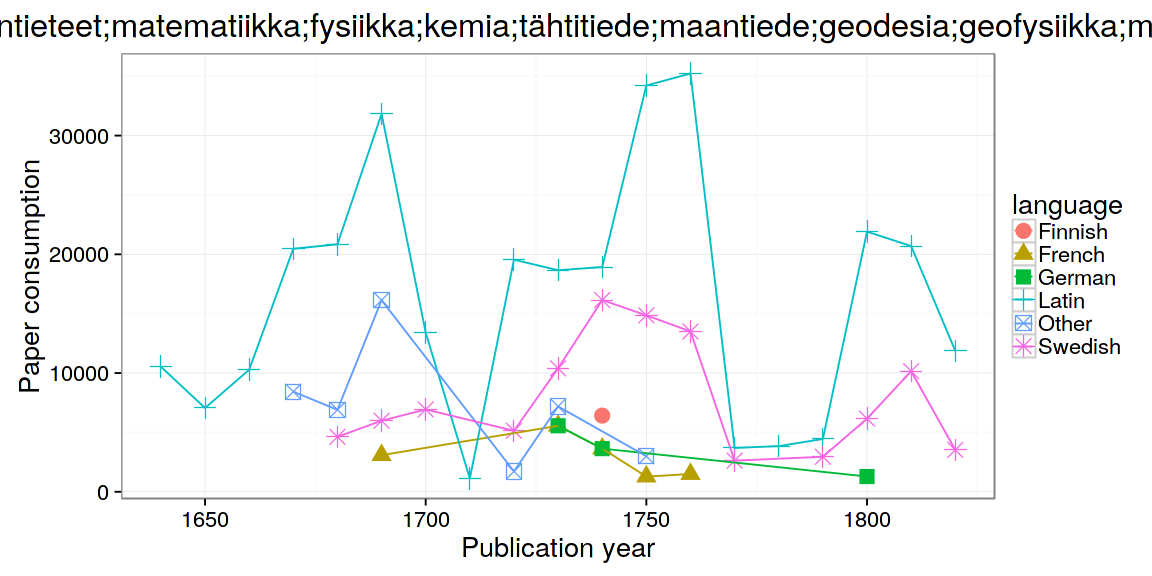 ntieteet;matematiikka;fysiikka;kemia;tähtitiede;maantiede;geodesia;geofysiikka;m
Paper consumption
30000
20000
10000
0
1650
1700
1750
1800
Publication year
language
Finnish
French
German
Latin
Other
Swedish